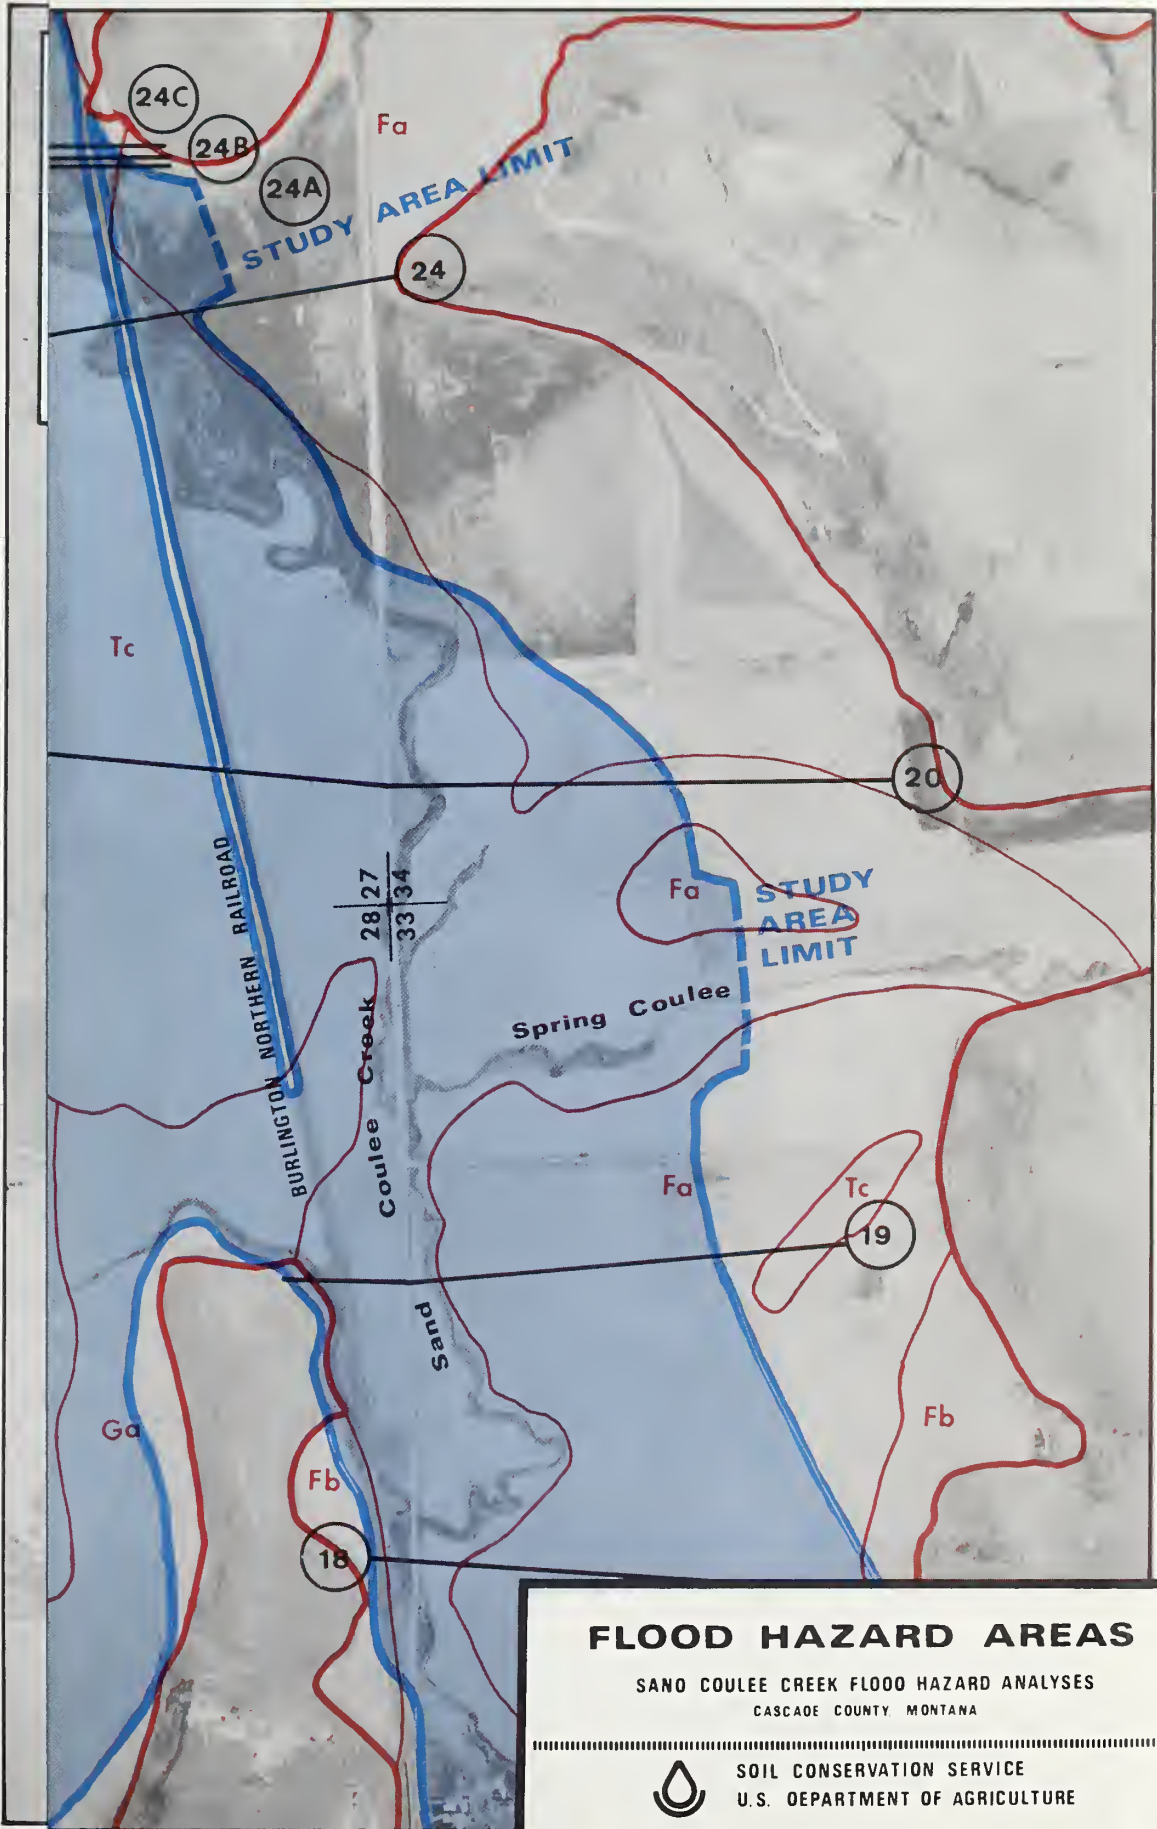 24C
24B
24A
Fa
STUDY AREA LIMIT
24
Tc
20
BURLINGTON NORTHERN RAILROAD
28 27
33 34
Fa
STUDY
AREA
LIMIT
Spring Coulee
Sand Coulee Creek
Fa
Tc
19
Ga
Fb
Fb
18
FLOOD HAZARD AREAS
SANO COULEE CREEK FLOOO HAZARD ANALYSES
CASCAOE COUNTY, MONTANA
SOIL CONSERVATION SERVICE
U.S. OEPARTMENT OF AGRICULTURE